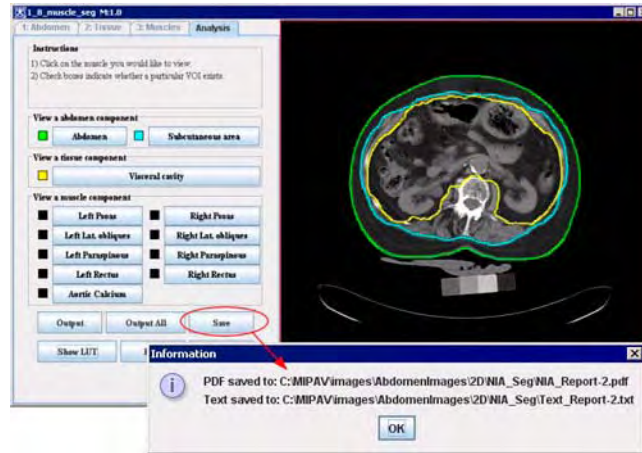 1_8_muscle_seg M:1.0
1: Abdomen
2: Tissue
3: Muscles
Analysis
Instructions
1) Click on the muscle you would like to view.
2) Check boxes indicate whether a particular VOI exists.
View a abdomen component
Abdomen
Subcutaneous area
View a tissue component
Visceral cavity
View a muscle component
Left Psoas
Right Psoas
Left Lat. obliques
Right Lat. obliques
Left Paraspinous
Right Paraspinous
Left Rectus
Right Rectus
Aortic Calcium
Output
Output All
Save
Show LUT
Information
PDF saved to: C:\MIPAV\images\AbdomenImages\2D\NIA_Seg\NIA_Report-2.pdf
Text saved to: C:\MIPAV\images\AbdomenImages\2D\NIA_Seg\Text_Report-2.txt
OK